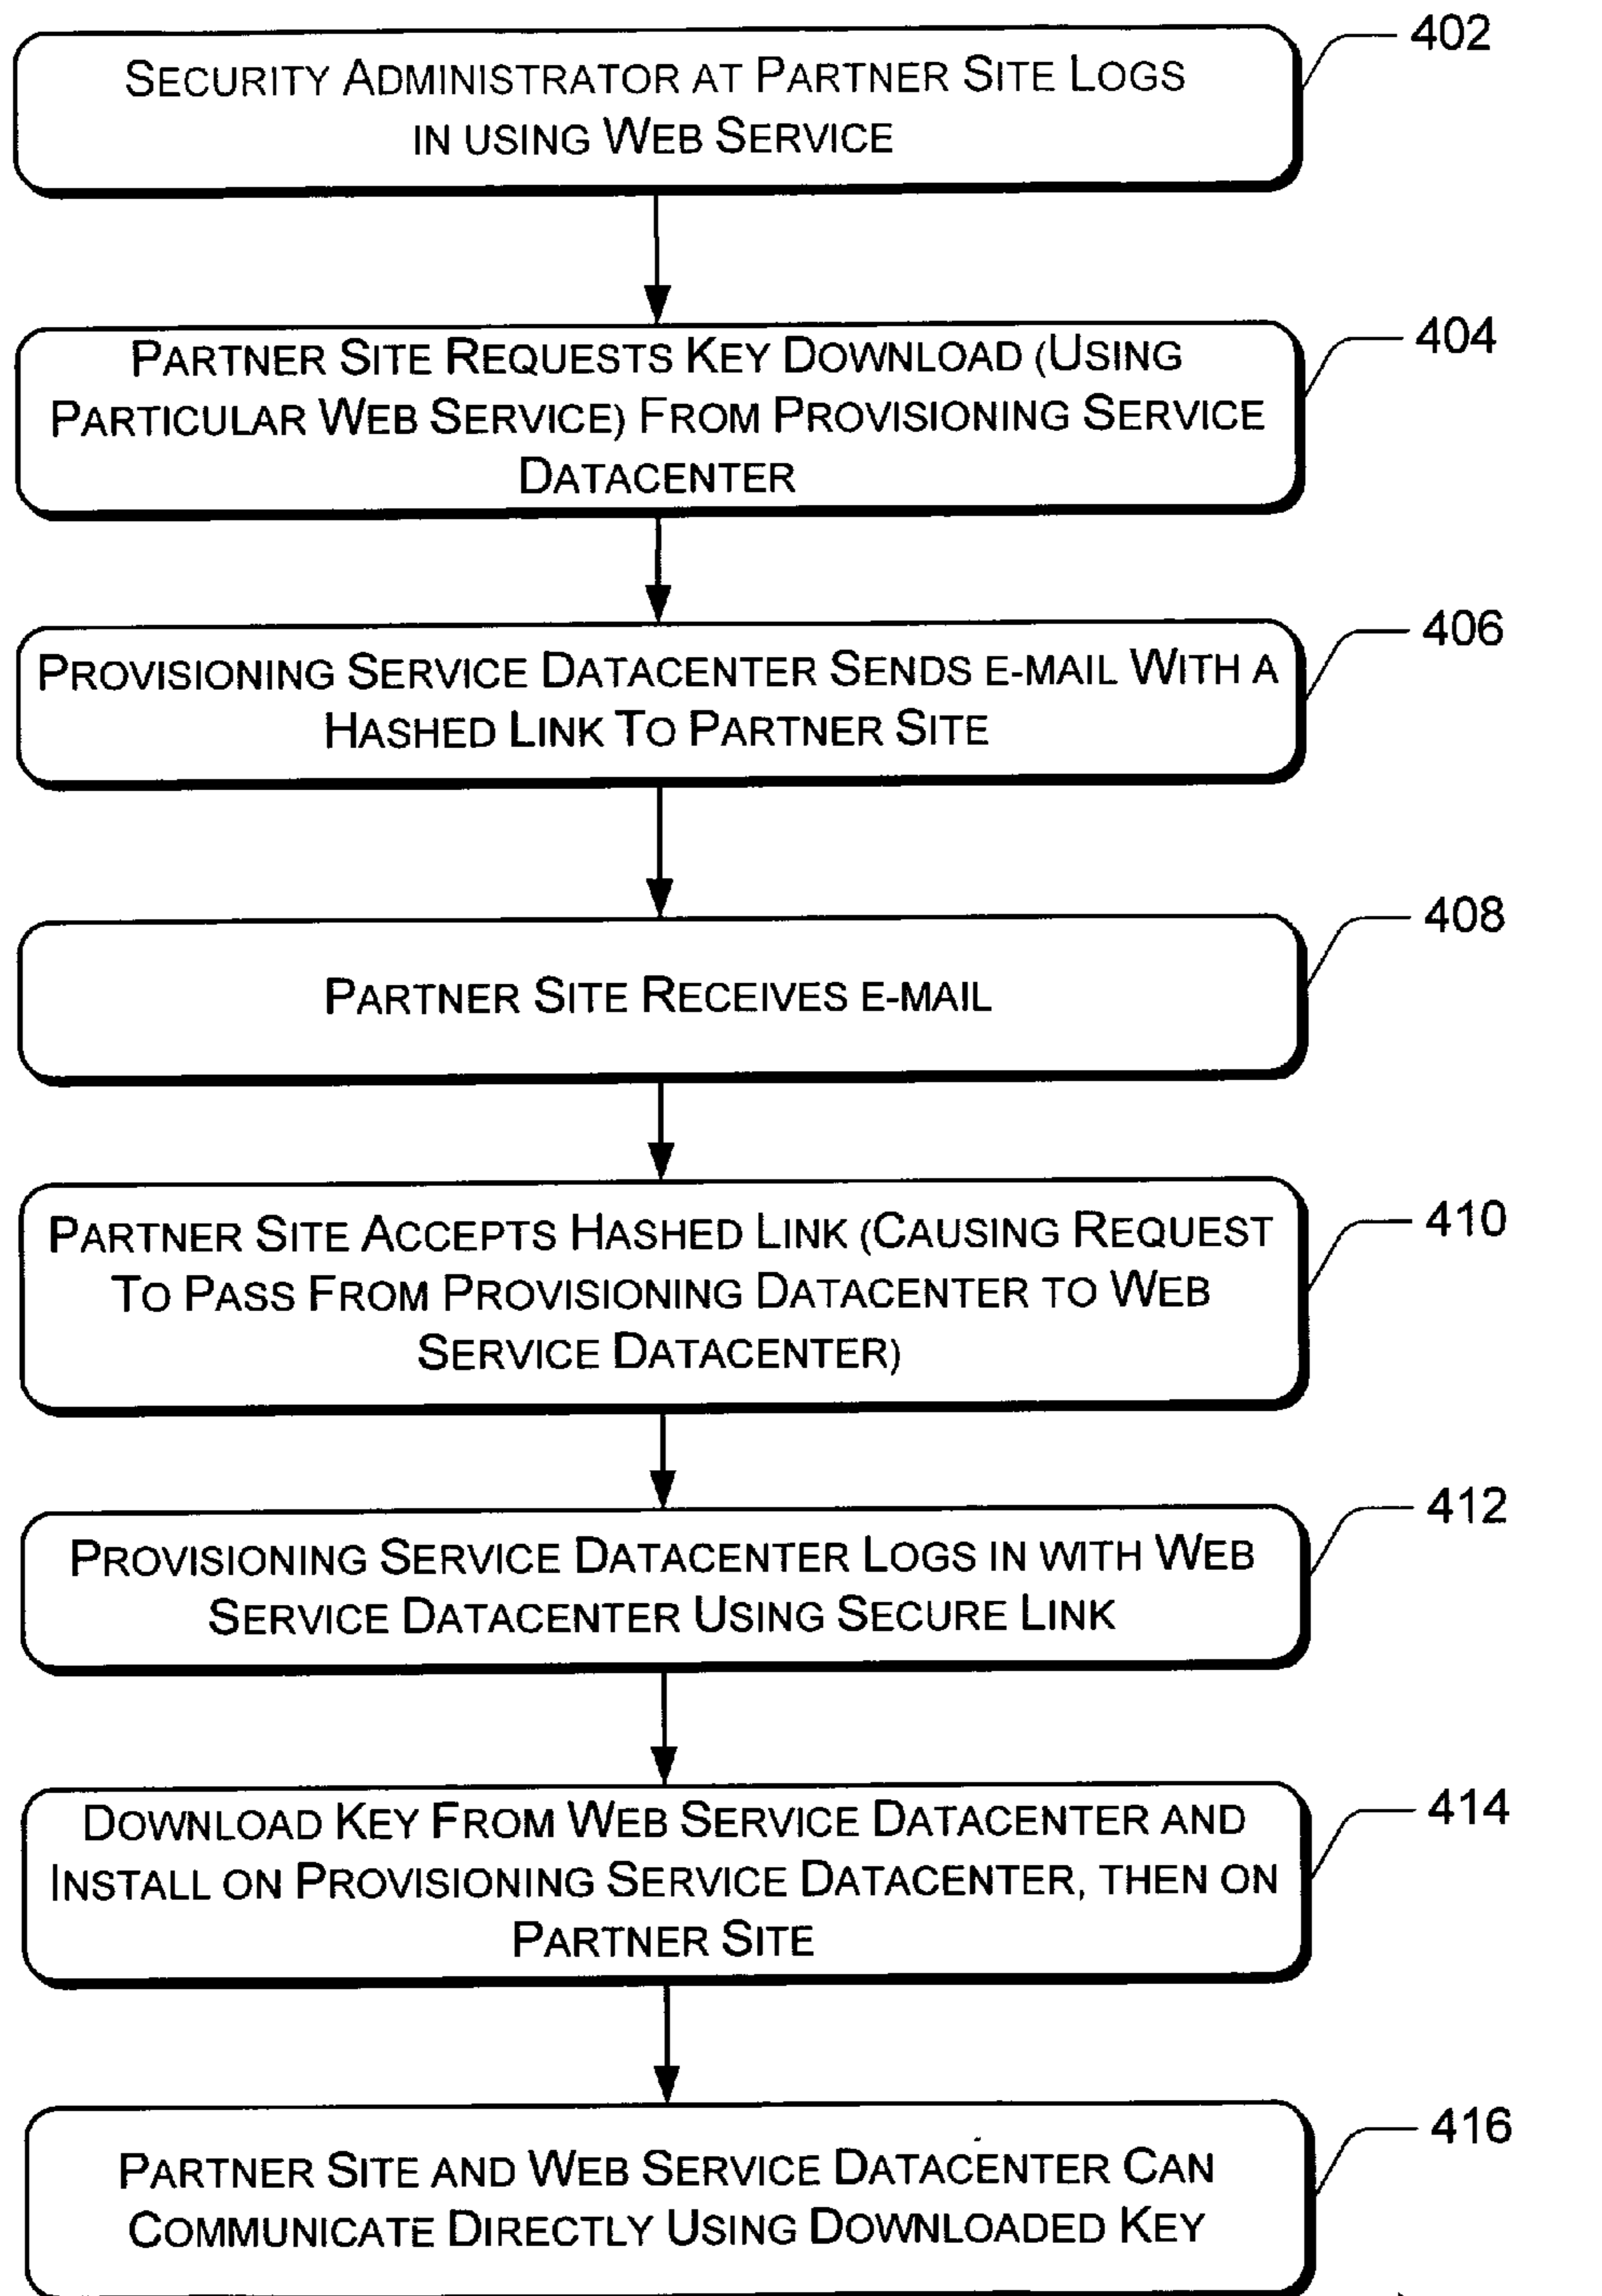 SECURITY ADMINISTRATOR AT PARTNER SITE LOGS
IN USING WEB SERVICE
402
PARTNER SITE REQUESTS KEY DOWNLOAD (USING
PARTICULAR WEB SERVICE) FROM PROVISIONING SERVICE
DATACENTER
404
PROVISIONING SERVICE DATACENTER SENDS E-MAIL WITH A
HASHED LINK TO PARTNER SITE
406
PARTNER SITE RECEIVES E-MAIL
408
PARTNER SITE ACCEPTS HASHED LINK (CAUSING REQUEST
TO PASS FROM PROVISIONING DATACENTER TO WEB
SERVICE DATACENTER)
410
PROVISIONING SERVICE DATACENTER LOGS IN WITH WEB
SERVICE DATACENTER USING SECURE LINK
412
DOWNLOAD KEY FROM WEB SERVICE DATACENTER AND
INSTALL ON PROVISIONING SERVICE DATACENTER, THEN ON
PARTNER SITE
414
PARTNER SITE AND WEB SERVICE DATACENTER CAN
COMMUNICATE DIRECTLY USING DOWNLOADED KEY
416